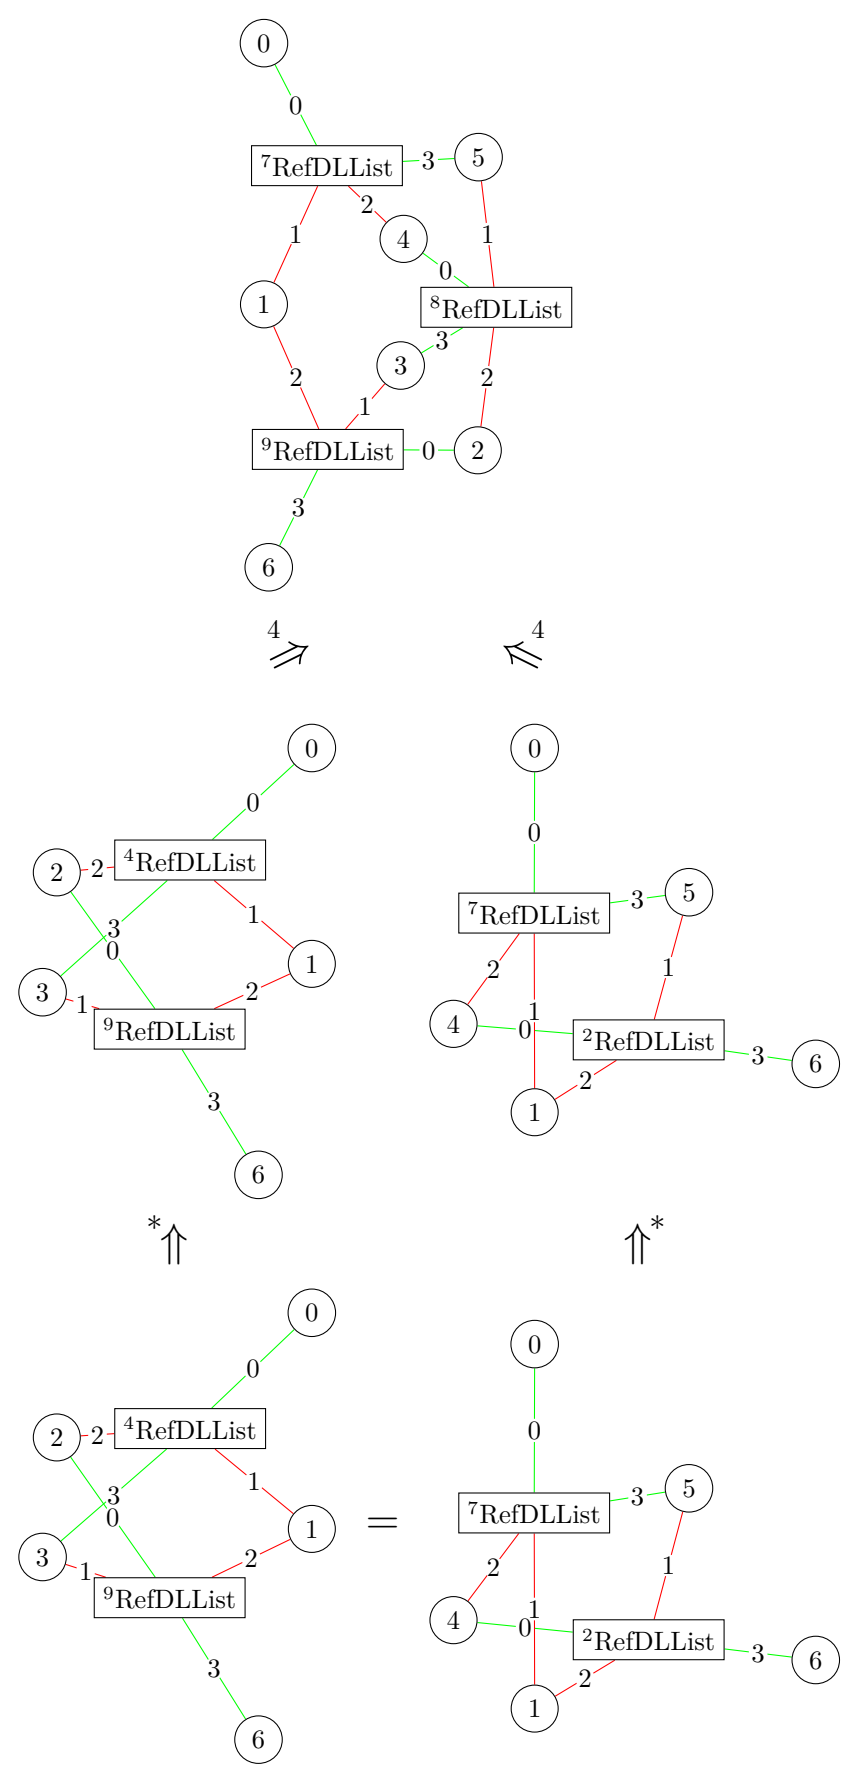 0
0
⁷RefDLList 3 5
2
1 4 1
0
1 ⁸RefDLList
3
3
2 1 2
⁹RefDLList 0 2
3
6
4 ⇒ ⇐ 4
0 0
0
0
2 2 ⁴RefDLList
7RefDLList 3 5
3 1
0
2 1
3 1 2 1
⁹RefDLList
4 0 ²RefDLList 3 6
2
3 1
6
* ⇑ ⇑ *
0
0
0
0
2 2 ⁴RefDLList
3 1
0
⁷RefDLList 3 5
=
3 1 2 1
⁹RefDLList
2 1
1
4 0 ²RefDLList 3 6
3 2
1
6